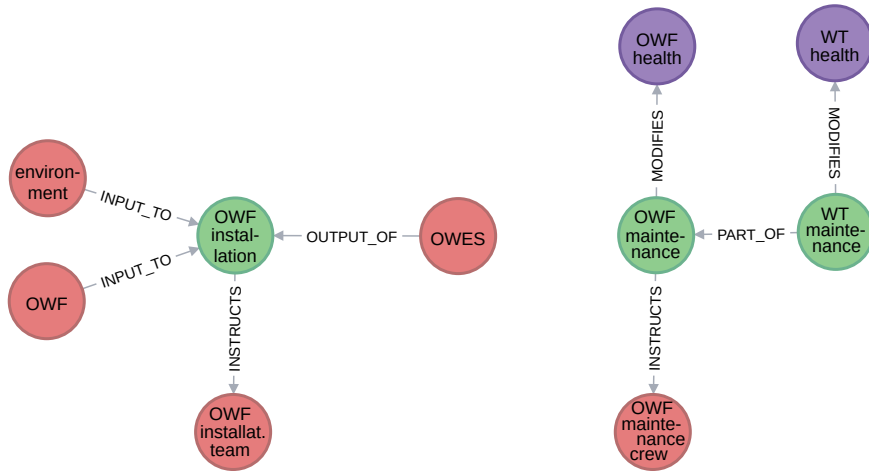 environ-
ment
INPUT_TO
OWF
INPUT_TO
OWF
instal-
lation
OUTPUT_OF
OWES
INSTRUCTS
OWF
installat.
team
OWF
health
WT
health
MODIFIES
MODIFIES
OWF
mainte-
nance
PART_OF
WT
mainte-
nance
INSTRUCTS
OWF
mainte-
nance
crew